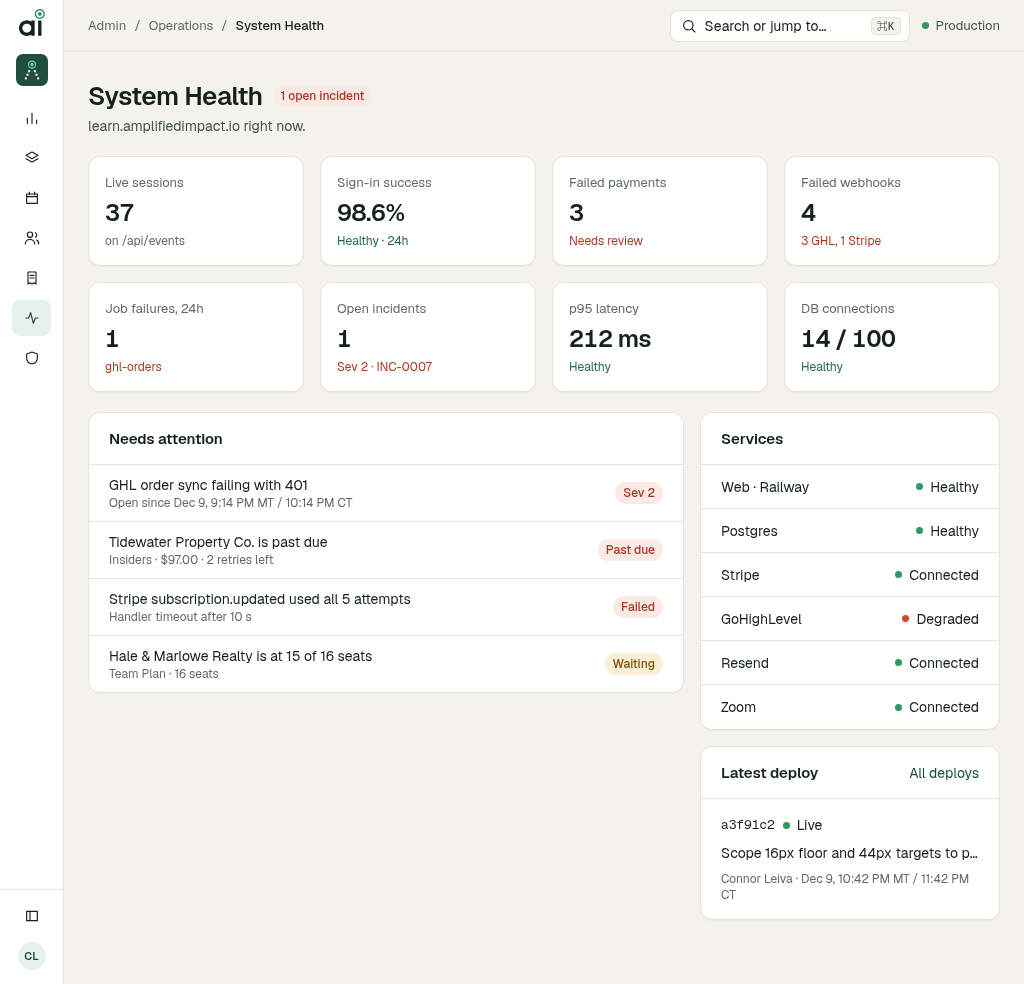 ai
Admin / Operations / System Health
Search or jump to…
⌘K
Production
System Health
1 open incident
learn.amplifiedimpact.io right now.
Live sessions
37
on /api/events
Sign-in success
98.6%
Healthy · 24h
Failed payments
3
Needs review
Failed webhooks
4
3 GHL, 1 Stripe
Job failures, 24h
1
ghl-orders
Open incidents
1
Sev 2 · INC-0007
p95 latency
212 ms
Healthy
DB connections
14 / 100
Healthy
Needs attention
GHL order sync failing with 401
Open since Dec 9, 9:14 PM MT / 10:14 PM CT
Sev 2
Tidewater Property Co. is past due
Insiders · $97.00 · 2 retries left
Past due
Stripe subscription.updated used all 5 attempts
Handler timeout after 10 s
Failed
Hale & Marlowe Realty is at 15 of 16 seats
Team Plan · 16 seats
Waiting
Services
Web · Railway Healthy
Postgres Healthy
Stripe Connected
GoHighLevel Degraded
Resend Connected
Zoom Connected
Latest deploy All deploys
a3f91c2 Live
Scope 16px floor and 44px targets to p…
Connor Leiva · Dec 9, 10:42 PM MT / 11:42 PM
CT
CL